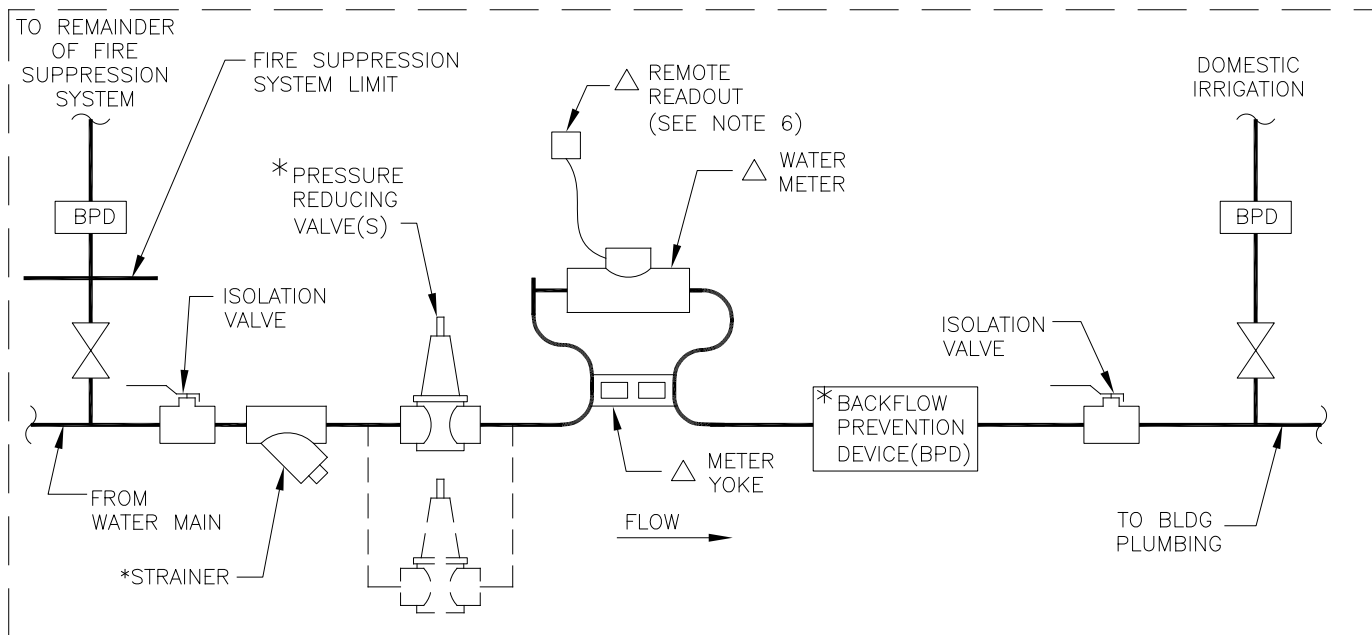 TO REMAINDER
OF FIRE
SUPPRESSION
SYSTEM
FIRE SUPPRESSION
SYSTEM LIMIT
△ REMOTE
READOUT
(SEE NOTE 6)
DOMESTIC
IRRIGATION
* PRESSURE
REDUCING
VALVE(S)
△ WATER
METER
BPD
BPD
ISOLATION
VALVE
ISOLATION
VALVE
* BACKFLOW
PREVENTION
DEVICE(BPD)
△ METER
YOKE
FROM
WATER MAIN
FLOW
TO BLDG
PLUMBING
*STRAINER